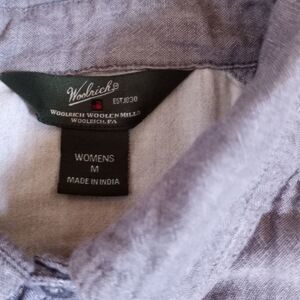 Woolrich
EST.1830
WOOLRICH WOOLEN MILLS
WOOLRICH, PA
WOMENS
M
MADE IN INDIA